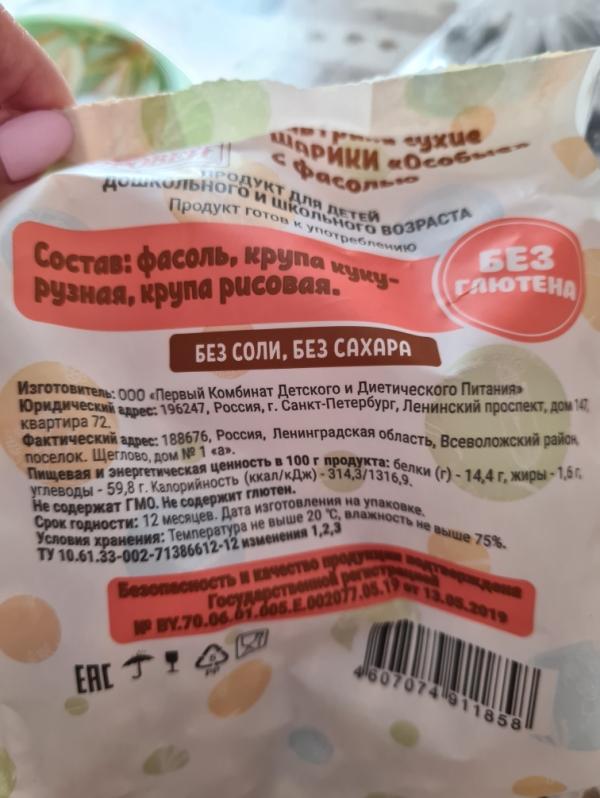 сухие
ШАРИКИ «Особые»
с фасолью
ПРОДУКТ ДЛЯ ДЕТЕЙ
ДОШКОЛЬНОГО И ШКОЛЬНОГО ВОЗРАСТА
Продукт готов к употреблению
Состав: фасоль, крупа куку-
рузная, крупа рисовая.
БЕЗ
ГЛЮТЕНА
БЕЗ СОЛИ, БЕЗ САХАРА
Изготовитель: ООО «Первый Комбинат Детского и Диетического Питания»
Юридический адрес: 196247, Россия, г. Санкт-Петербург, Ленинский проспект, дом 147,
квартира 72.
Фактический адрес: 188676, Россия, Ленинградская область, Всеволожский район,
поселок. Щеглово, дом № 1 «а».
Пищевая и энергетическая ценность в 100 г продукта: белки (г) - 14,4 г, жиры - 1,6 г,
углеводы - 59,8 г. Калорийность (ккал/кДж) - 314,3/1316,9.
Не содержат ГМО. Не содержит глютен.
Срок годности: 12 месяцев. Дата изготовления на упаковке.
Условия хранения: Температура не выше 20 °С, влажность не выше 75%.
ТУ 10.61.33-002-71386612-12 изменения 1,2,3
Безопасность и качество продукции подтверждена
Государственной регистрацией
№ BY.70.06.01.005.E.002077.05.19 от 13.05.2019
EAC
5
PP
4607074911858